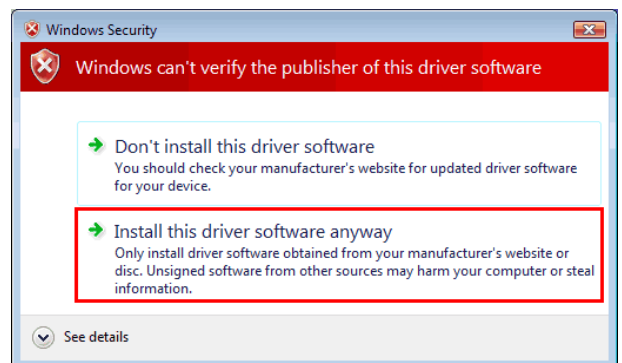 Windows Security
Windows can't verify the publisher of this driver software
Don't install this driver software
You should check your manufacturer's website for updated driver software
for your device.
Install this driver software anyway
Only install driver software obtained from your manufacturer's website or
disc. Unsigned software from other sources may harm your computer or steal
information.
See details